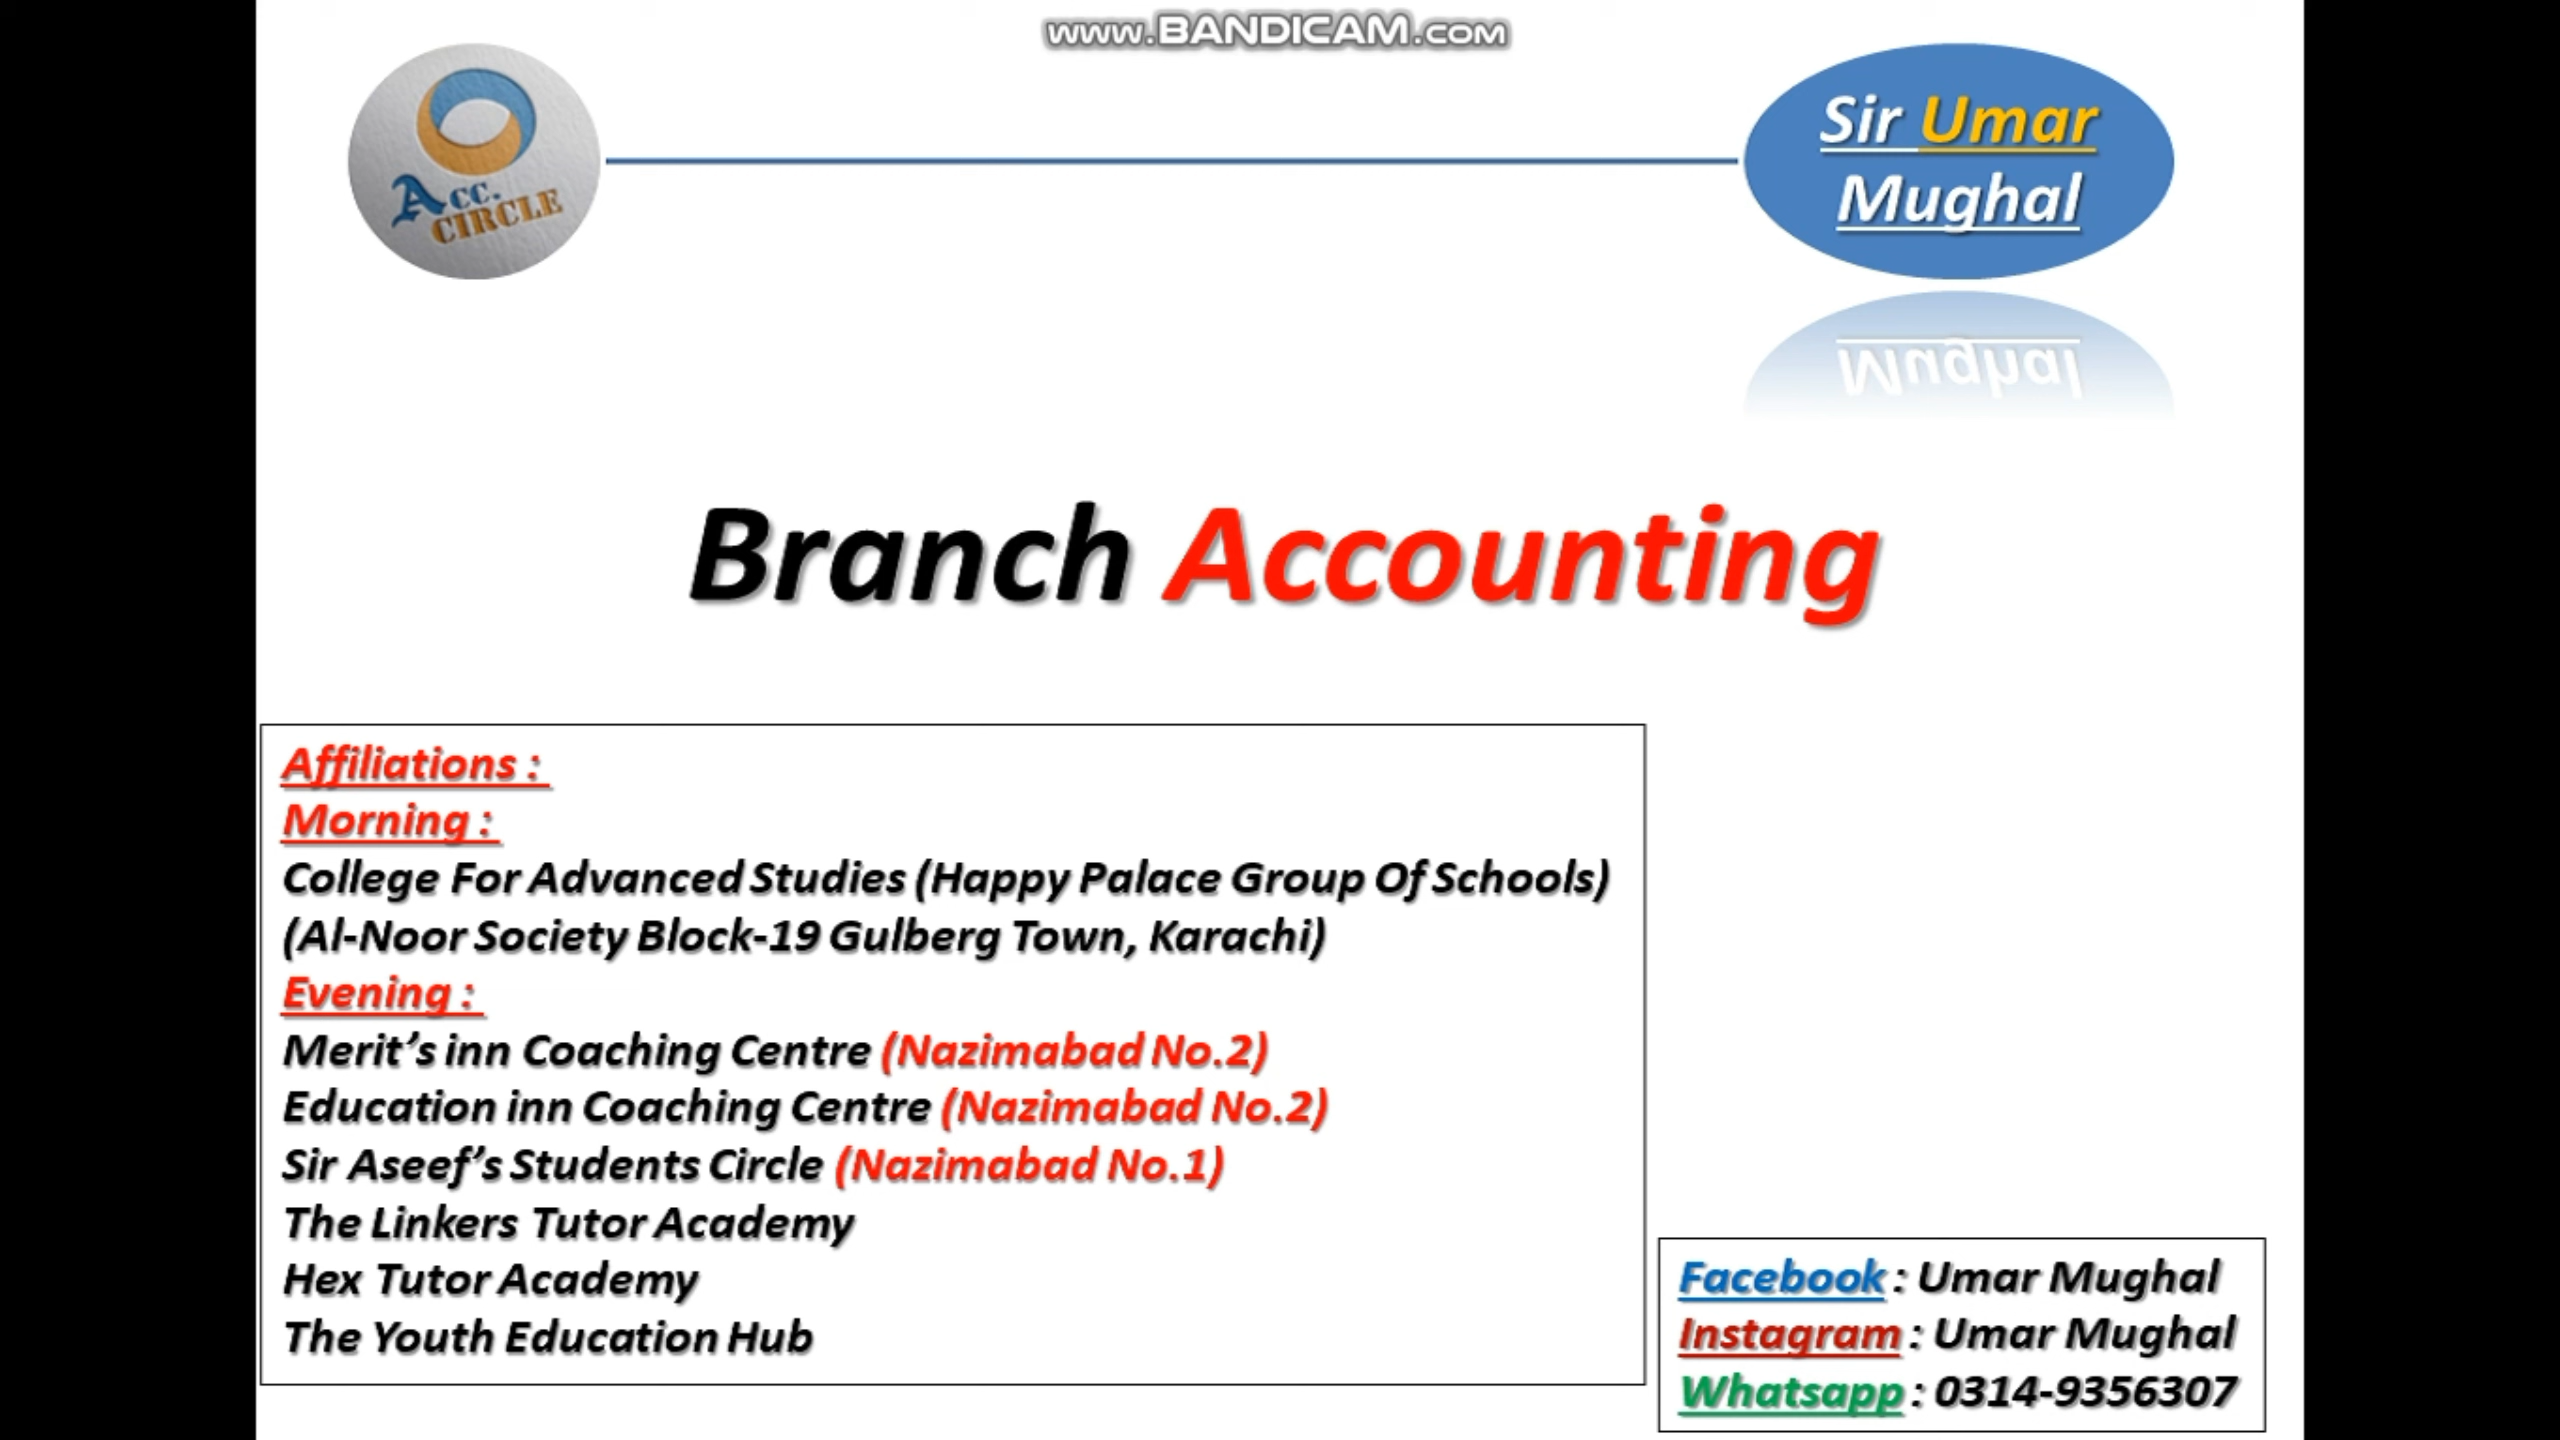 www.BANDICAM.com
Acc.
CIRCLE
Sir Umar
Mughal
Mughal
Branch Accounting
Affiliations :
Morning :
College For Advanced Studies (Happy Palace Group Of Schools)
(Al-Noor Society Block-19 Gulberg Town, Karachi)
Evening :
Merit’s inn Coaching Centre (Nazimabad No.2)
Education inn Coaching Centre (Nazimabad No.2)
Sir Aseef’s Students Circle (Nazimabad No.1)
The Linkers Tutor Academy
Hex Tutor Academy
The Youth Education Hub
Facebook : Umar Mughal
Instagram : Umar Mughal
Whatsapp : 0314-9356307